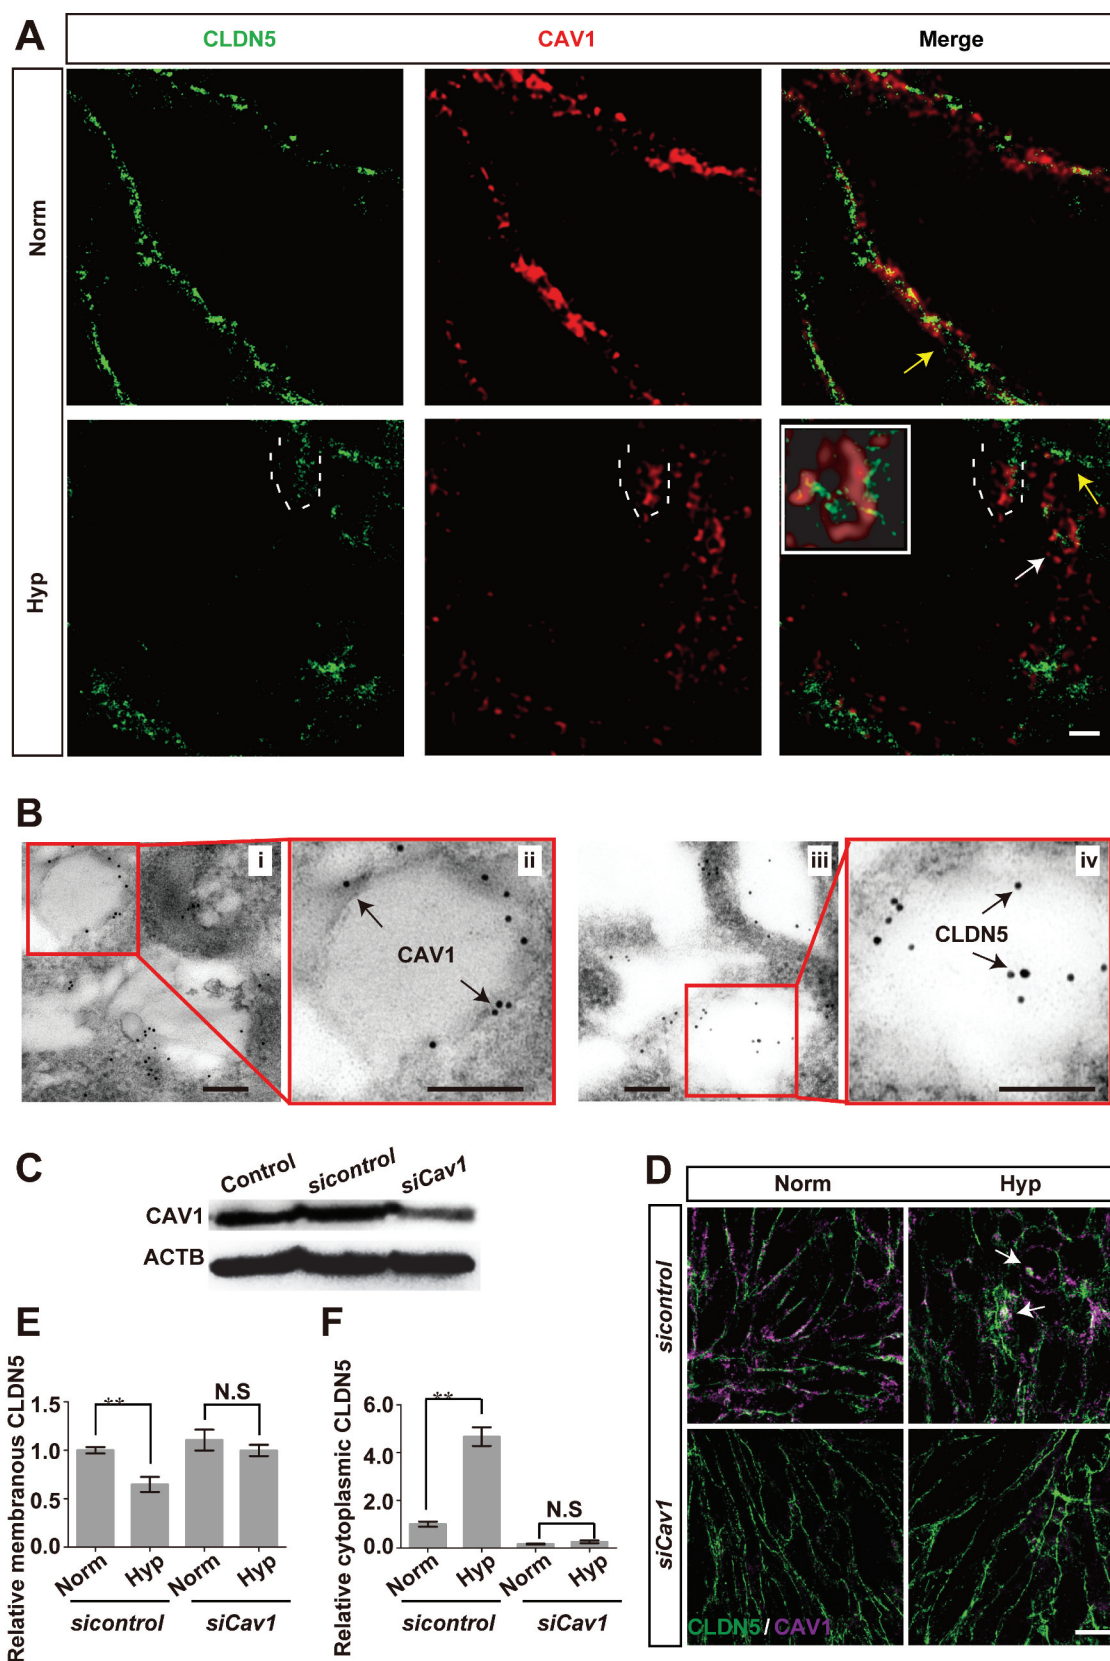 A
CLDN5 CAV1 Merge
Norm
Hyp
B
i ii iii iv
CAV1
CLDN5
C
Control sicontrol siCav1
CAV1
ACTB
D
Norm Hyp
sicontrol
siCav1
CLDN5/CAV1
E
Relative membranous CLDN5
1.5
1.0
0.5
0.0
** N.S
Norm Hyp Norm Hyp
sicontrol siCav1
F
Relative cytoplasmic CLDN5
6.0
4.0
2.0
0.0
** N.S
Norm Hyp Norm Hyp
sicontrol siCav1